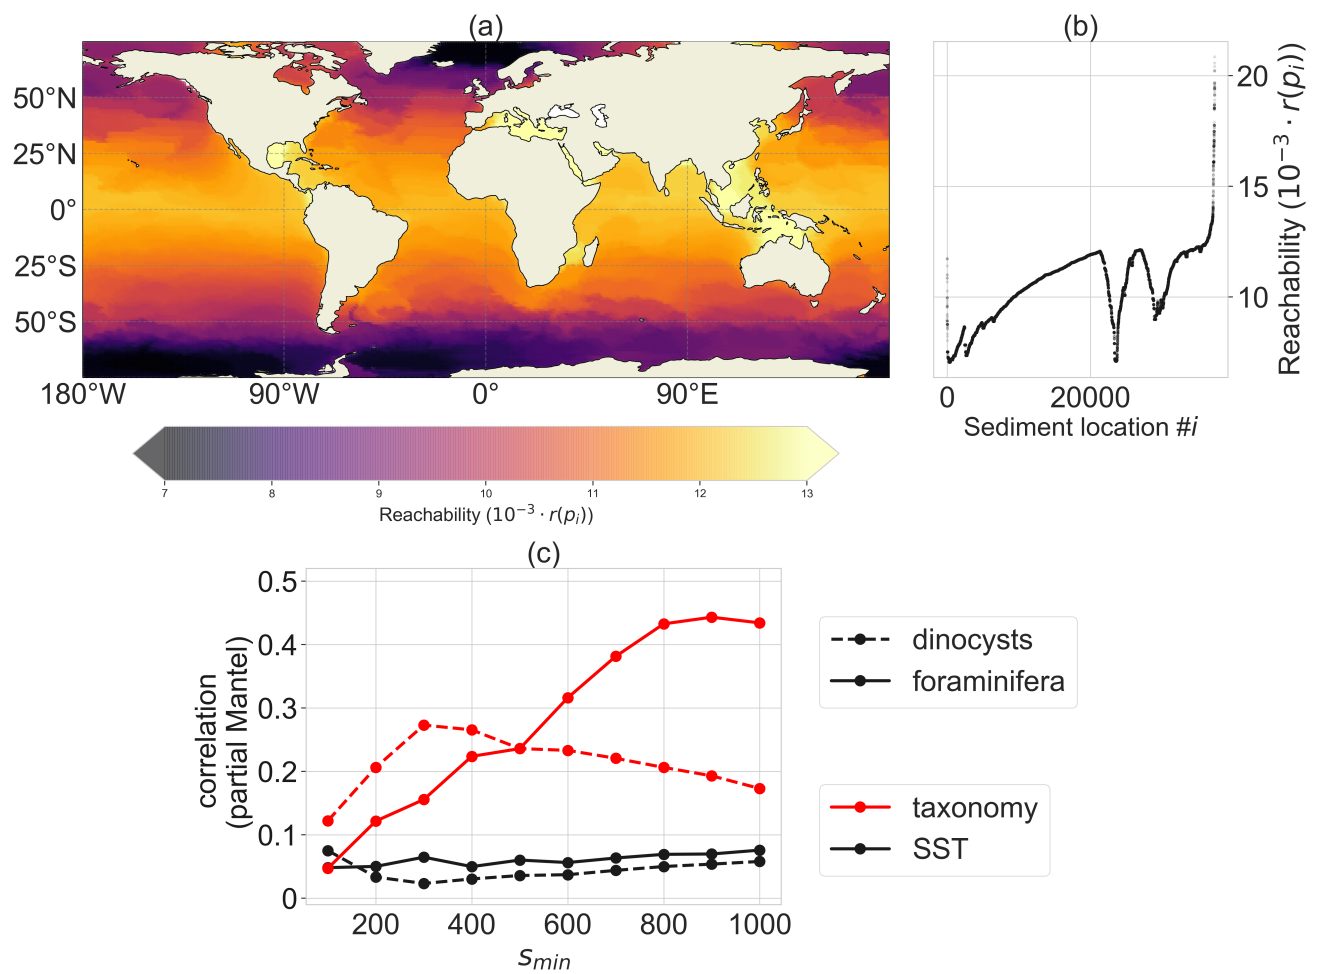 (a)
50°N
25°N
0°
25°S
50°S
180°W 90°W 0° 90°E
7 8 9 10 11 12 13
Reachability (10⁻³ · r(pᵢ))
(b)
20
15
10
Reachability (10⁻³ · r(pᵢ))
0 20000
Sediment location #i
(c)
0.5
0.4
0.3
0.2
0.1
0
correlation
(partial Mantel)
200 400 600 800 1000
s_min
dinocysts
foraminifera
taxonomy
SST